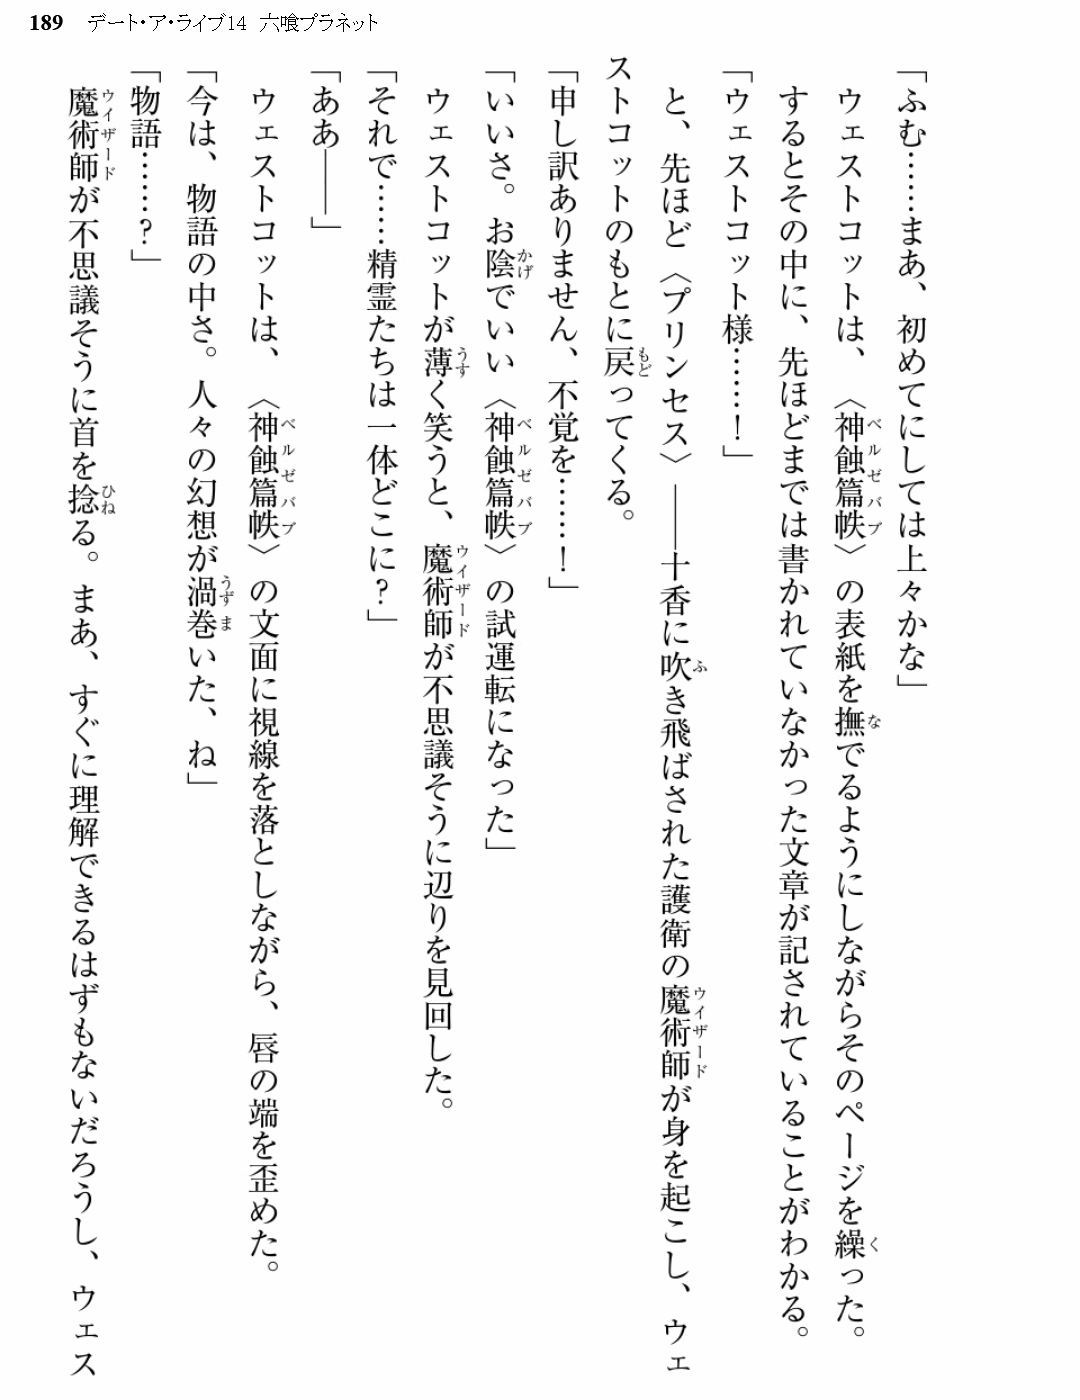 189 デート・ア・ライブ14 六喰プラネット
「ふむ……まあ、初めてにしては上々かな」
ウェストコットは、〈神蝕篇帙〉の表紙を撫でるようにしながらそのページを繰った。
するとその中に、先ほどまでは書かれていなかった文章が記されていることがわかる。
「ウェストコット様……！」
と、先ほど〈プリンセス〉――十香に吹き飛ばされた護衛の魔術師が身を起こし、ウェ
ストコットのもとに戻ってくる。
「申し訳ありません、不覚を……！」
「いいさ。お陰でいい〈神蝕篇帙〉の試運転になった」
ウェストコットが薄く笑うと、魔術師が不思議そうに辺りを見回した。
「それで……精霊たちは一体どこに？」
「ああ――」
ウェストコットは、〈神蝕篇帙〉の文面に視線を落としながら、唇の端を歪めた。
「今は、物語の中さ。人々の幻想が渦巻いた、ね」
「物語……？」
魔術師が不思議そうに首を捻る。まあ、すぐに理解できるはずもないだろうし、ウェス